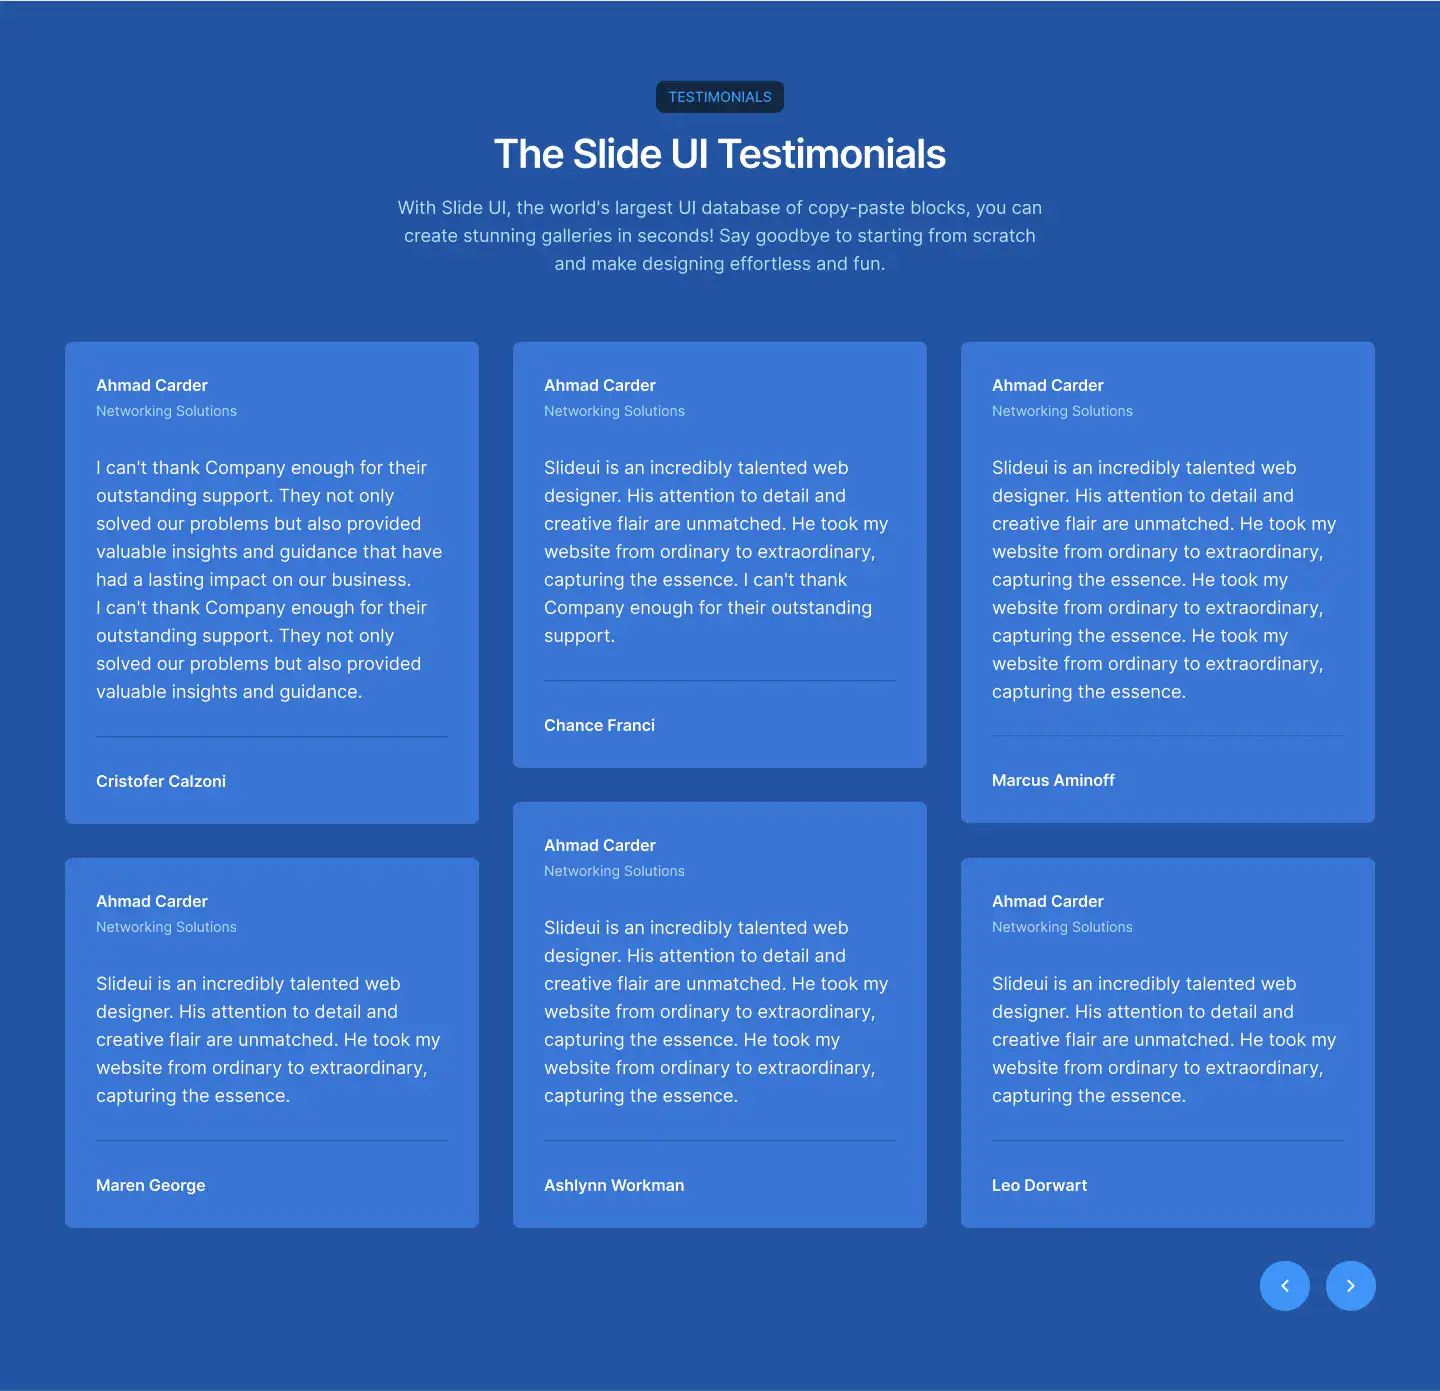 TESTIMONIALS
The Slide UI Testimonials
With Slide UI, the world's largest UI database of copy-paste blocks, you can
create stunning galleries in seconds! Say goodbye to starting from scratch
and make designing effortless and fun.
Ahmad Carder
Networking Solutions
I can't thank Company enough for their
outstanding support. They not only
solved our problems but also provided
valuable insights and guidance that have
had a lasting impact on our business.
I can't thank Company enough for their
outstanding support. They not only
solved our problems but also provided
valuable insights and guidance.
Cristofer Calzoni
Ahmad Carder
Networking Solutions
Slideui is an incredibly talented web
designer. His attention to detail and
creative flair are unmatched. He took my
website from ordinary to extraordinary,
capturing the essence.
Maren George
Ahmad Carder
Networking Solutions
Slideui is an incredibly talented web
designer. His attention to detail and
creative flair are unmatched. He took my
website from ordinary to extraordinary,
capturing the essence. I can't thank
Company enough for their outstanding
support.
Chance Franci
Ahmad Carder
Networking Solutions
Slideui is an incredibly talented web
designer. His attention to detail and
creative flair are unmatched. He took my
website from ordinary to extraordinary,
capturing the essence. He took my
website from ordinary to extraordinary,
capturing the essence.
Ashlynn Workman
Ahmad Carder
Networking Solutions
Slideui is an incredibly talented web
designer. His attention to detail and
creative flair are unmatched. He took my
website from ordinary to extraordinary,
capturing the essence. He took my
website from ordinary to extraordinary,
capturing the essence. He took my
website from ordinary to extraordinary,
capturing the essence.
Marcus Aminoff
Ahmad Carder
Networking Solutions
Slideui is an incredibly talented web
designer. His attention to detail and
creative flair are unmatched. He took my
website from ordinary to extraordinary,
capturing the essence.
Leo Dorwart